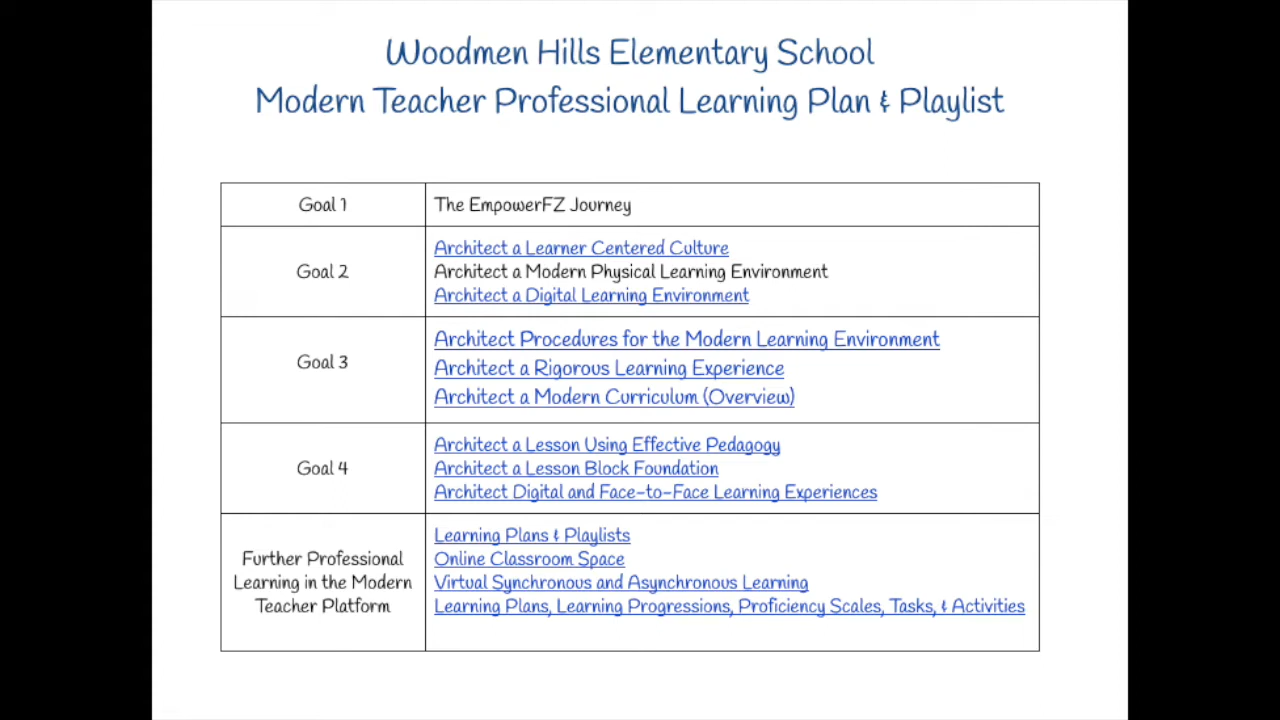 Woodmen Hills Elementary School
Modern Teacher Professional Learning Plan & Playlist
Goal 1
The EmpowerFZ Journey
Goal 2
Architect a Learner Centered Culture
Architect a Modern Physical Learning Environment
Architect a Digital Learning Environment
Goal 3
Architect Procedures for the Modern Learning Environment
Architect a Rigorous Learning Experience
Architect a Modern Curriculum (Overview)
Goal 4
Architect a Lesson Using Effective Pedagogy
Architect a Lesson Block Foundation
Architect Digital and Face-to-Face Learning Experiences
Further Professional
Learning in the Modern
Teacher Platform
Learning Plans & Playlists
Online Classroom Space
Virtual Synchronous and Asynchronous Learning
Learning Plans, Learning Progressions, Proficiency Scales, Tasks, & Activities